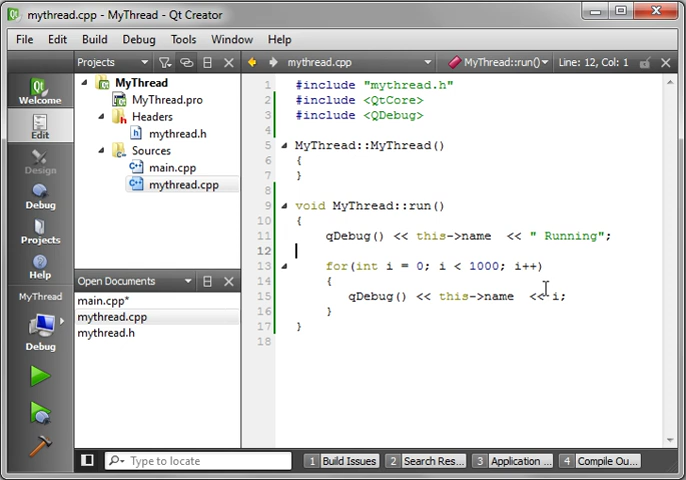 mythread.cpp - MyThread - Qt Creator
File Edit Build Debug Tools Window Help
Projects
mythread.cpp
MyThread::run()
Line: 12, Col: 1
Welcome
Edit
Design
Debug
Projects
Help
MyThread
Debug
MyThread
MyThread.pro
Headers
mythread.h
Sources
main.cpp
mythread.cpp
Open Documents
main.cpp*
mythread.cpp
mythread.h
1 #include "mythread.h"
2 #include <QtCore>
3 #include <QDebug>
4
5 MyThread::MyThread()
6 {
7 }
8
9 void MyThread::run()
10 {
11 qDebug() << this->name << " Running";
12
13 for(int i = 0; i < 1000; i++)
14 {
15 qDebug() << this->name << i;
16 }
17 }
18
Type to locate
1 Build Issues
2 Search Res...
3 Application ...
4 Compile Ou...